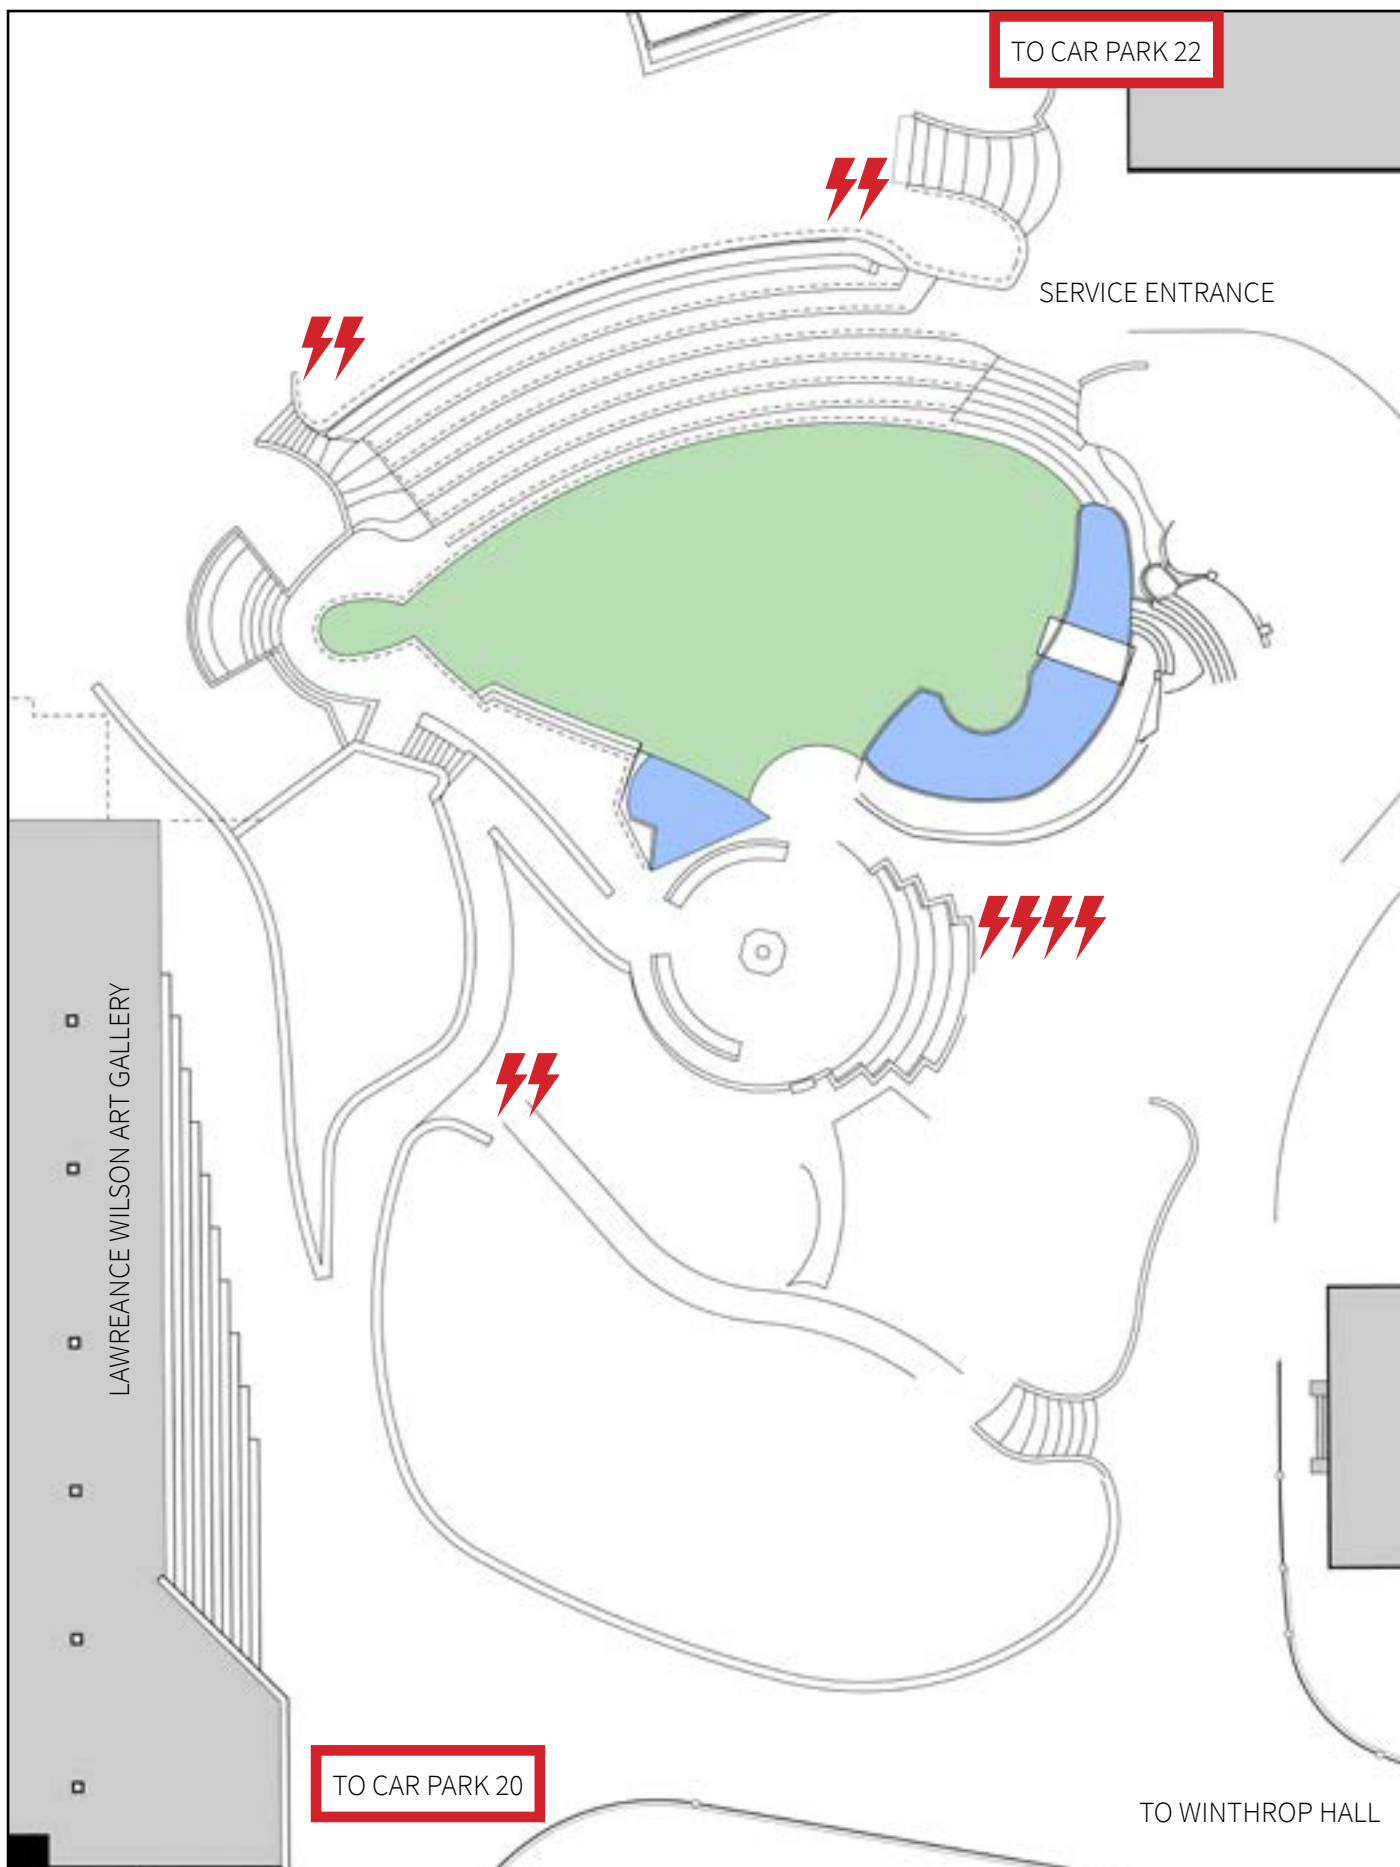 TO CAR PARK 22
SERVICE ENTRANCE
LAWREANCE WILSON ART GALLERY
TO CAR PARK 20
TO WINTHROP HALL